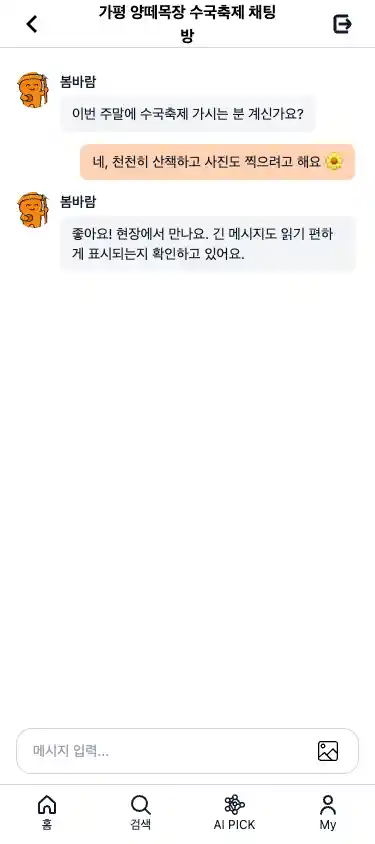 가평 양떼목장 수국축제 채팅
방
봄바람
이번 주말에 수국축제 가시는 분 계신가요?
네, 천천히 산책하고 사진도 찍으려고 해요 🌼
봄바람
좋아요! 현장에서 만나요. 긴 메시지도 읽기 편하
게 표시되는지 확인하고 있어요.
메시지 입력...
홈
검색
AI PICK
My